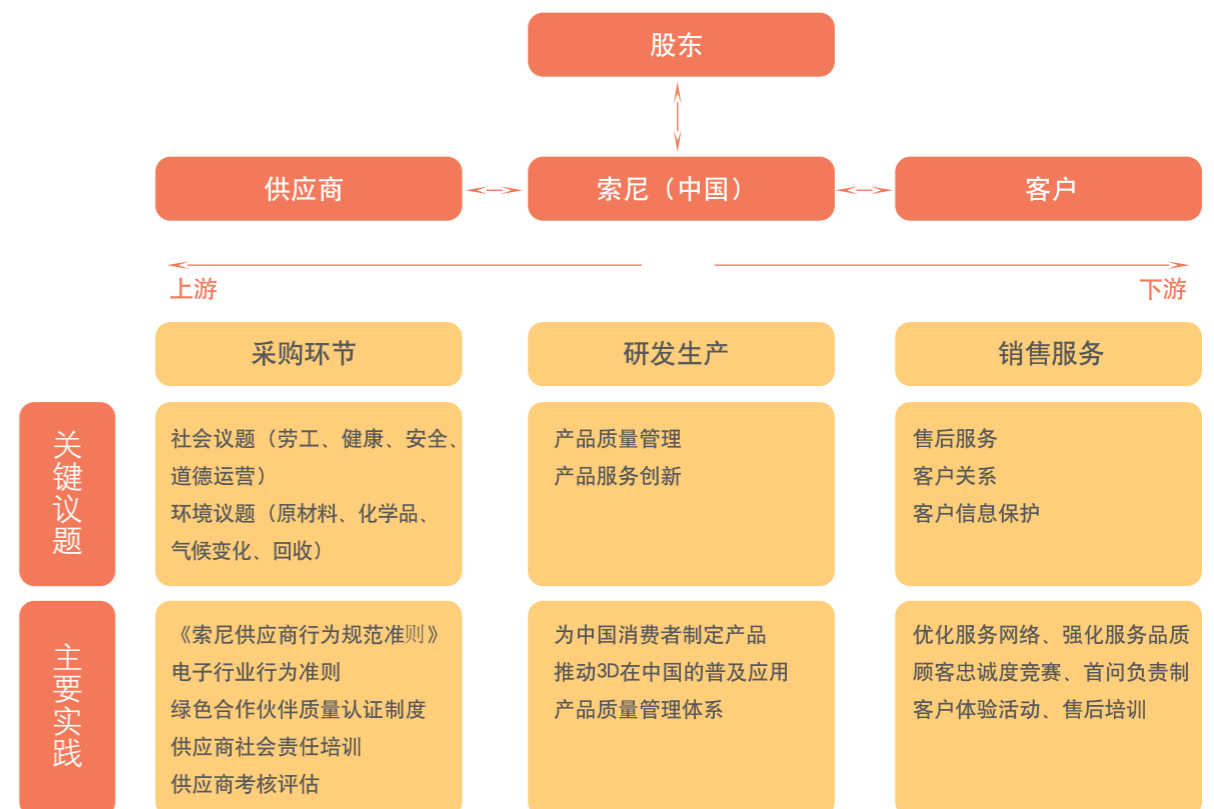 股东
供应商
索尼（中国）
客户
上游
下游
采购环节
研发生产
销售服务
关键议题
社会议题（劳工、健康、安全、
道德运营）
环境议题（原材料、化学品、
气候变化、回收）
产品质量管理
产品服务创新
售后服务
客户关系
客户信息保护
主要实践
《索尼供应商行为规范准则》
电子行业行为准则
绿色合作伙伴质量认证制度
供应商社会责任培训
供应商考核评估
为中国消费者制定产品
推动3D在中国的普及应用
产品质量管理体系
优化服务网络、强化服务品质
顾客忠诚度竞赛、首问负责制
客户体验活动、售后培训